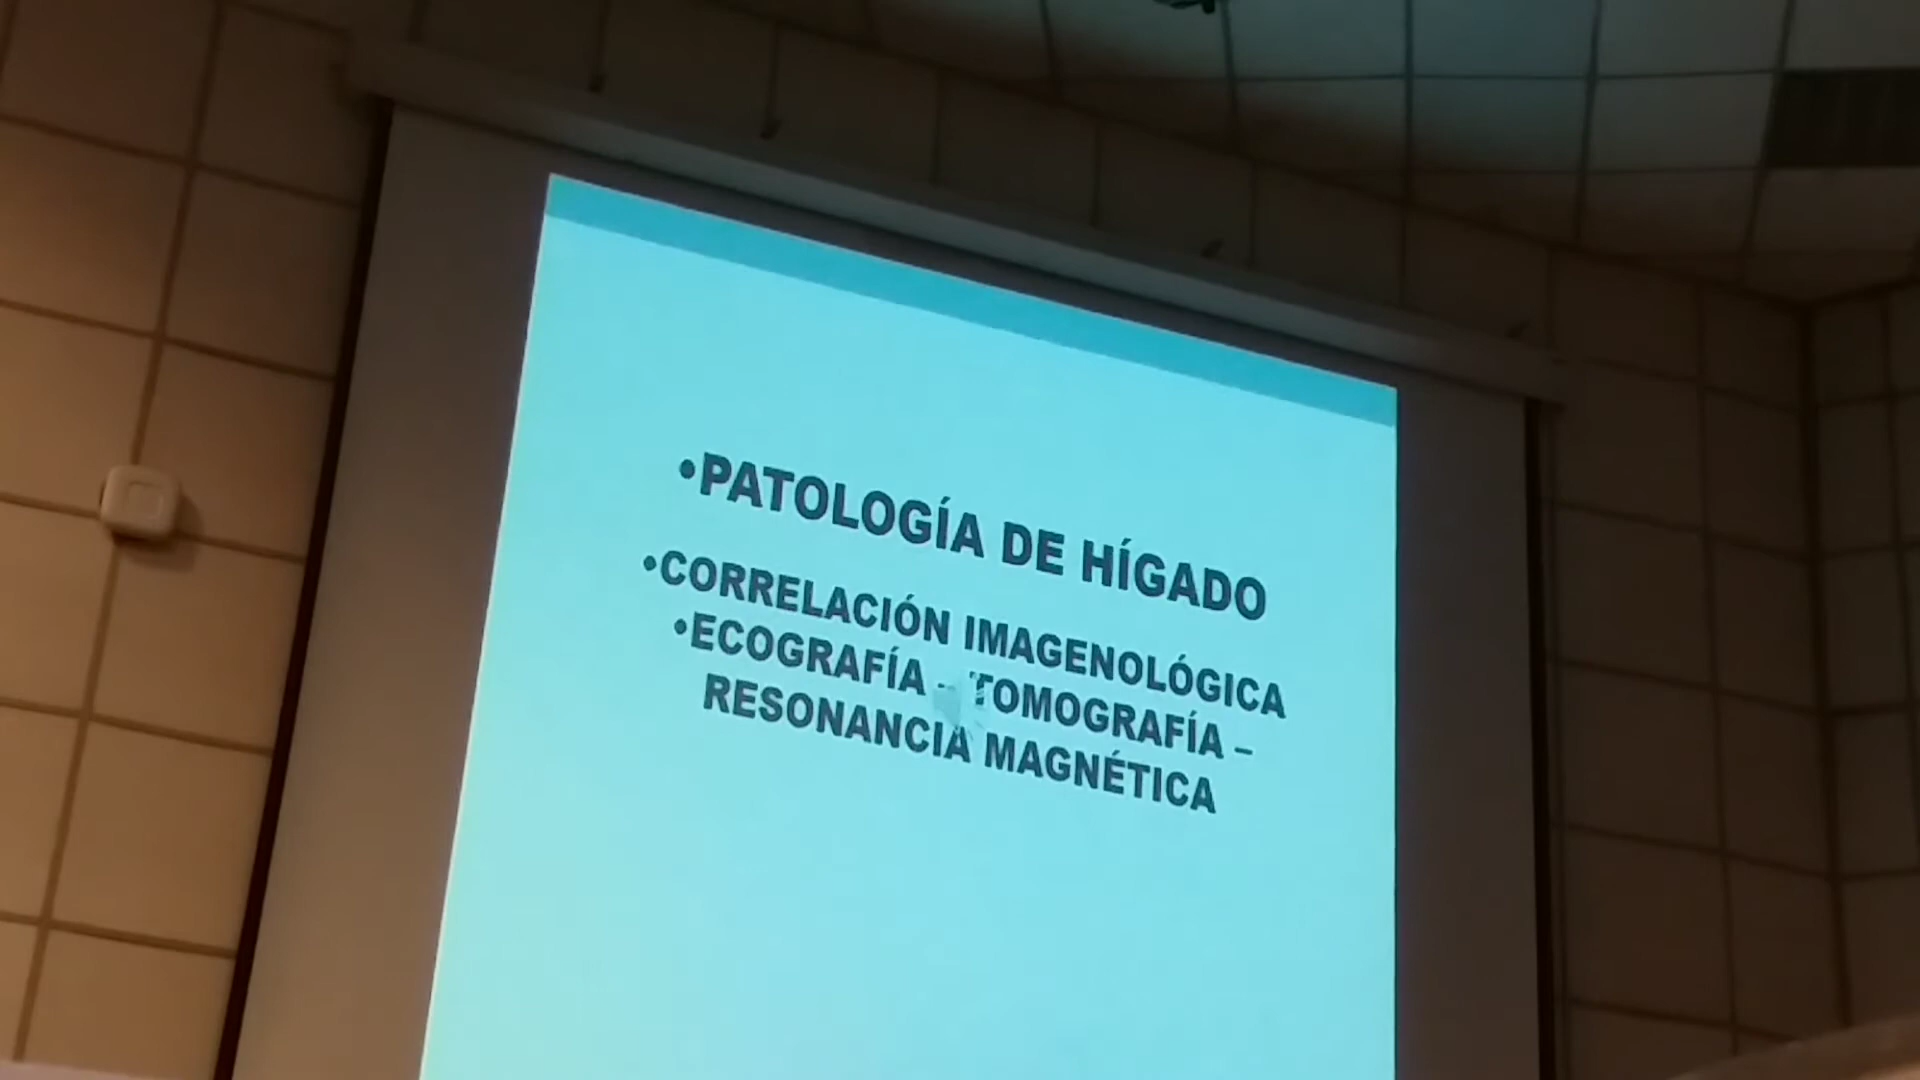 •PATOLOGÍA DE HÍGADO
•CORRELACIÓN IMAGENOLÓGICA
•ECOGRAFÍA – TOMOGRAFÍA –
RESONANCIA MAGNÉTICA